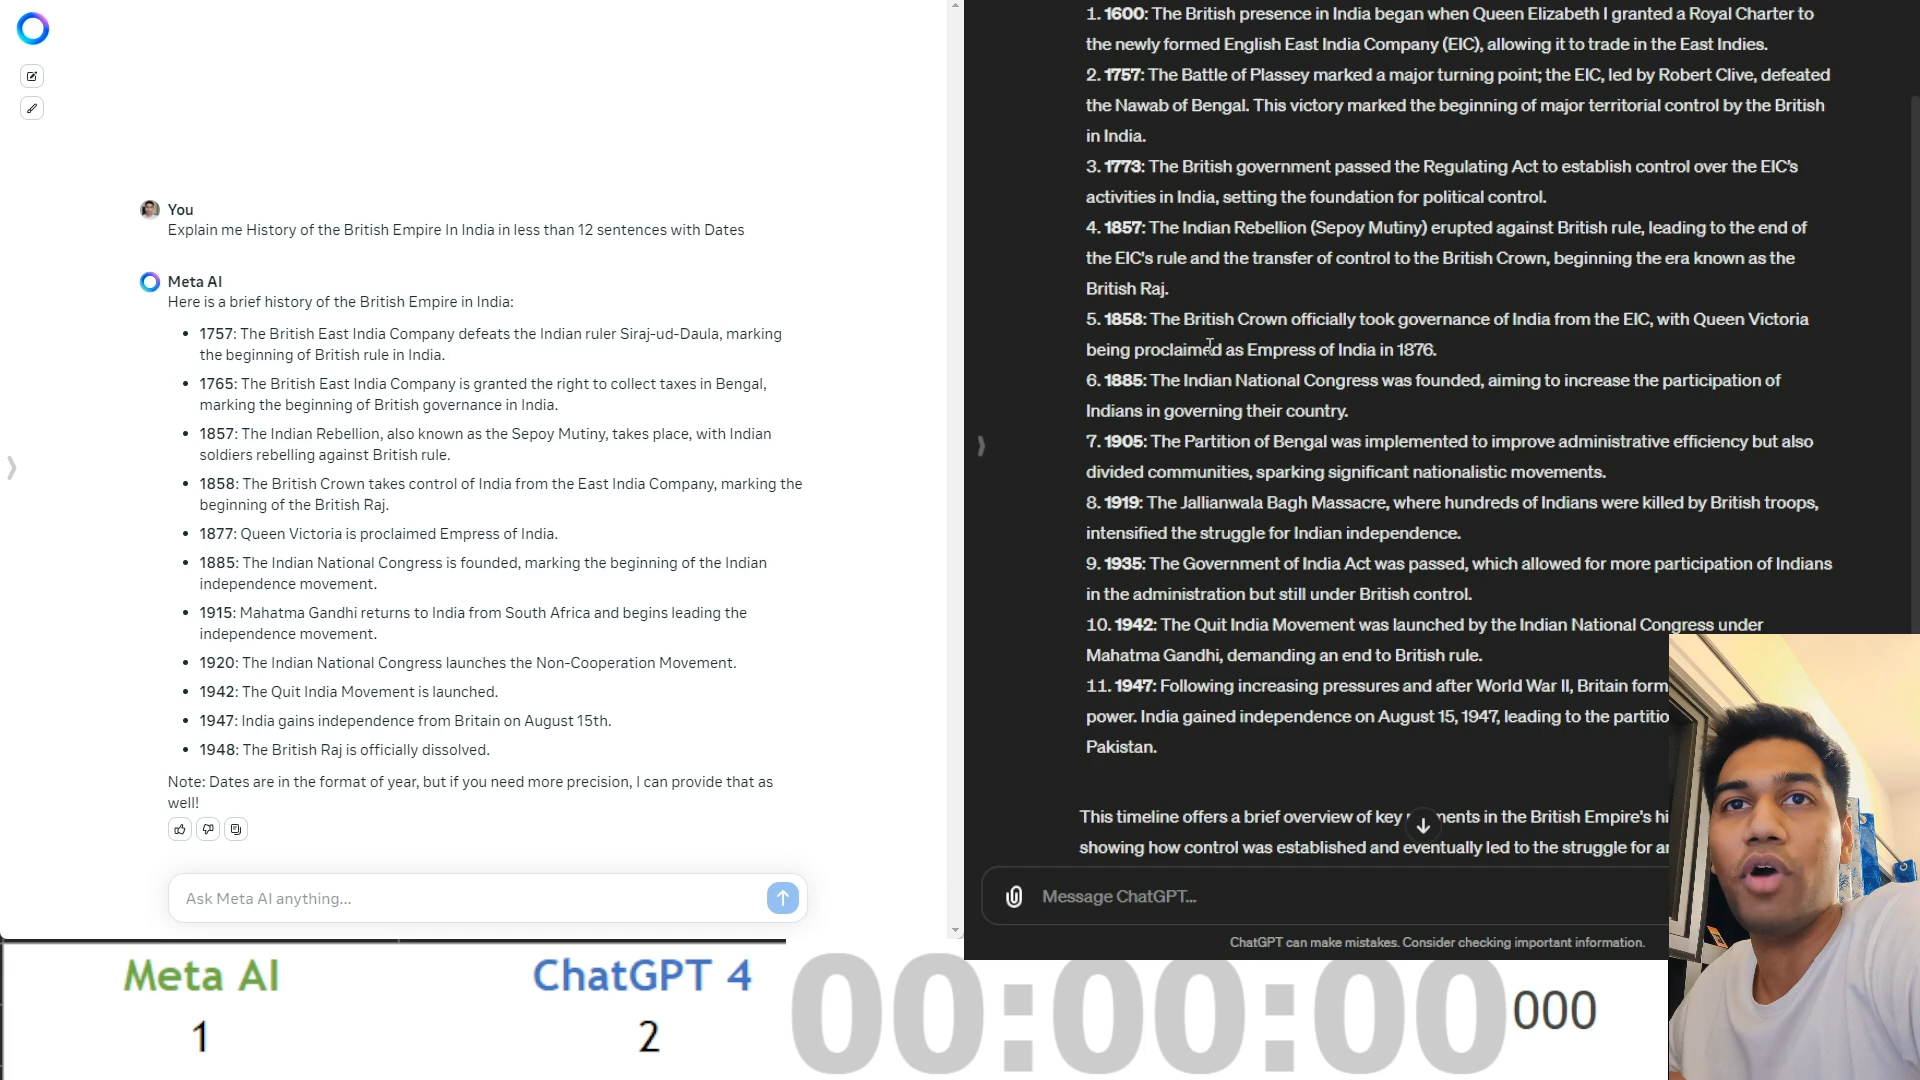 You
Explain me History of the British Empire In India in less than 12 sentences with Dates
Meta AI
Here is a brief history of the British Empire in India:
• 1757: The British East India Company defeats the Indian ruler Siraj-ud-Daula, marking
the beginning of British rule in India.
• 1765: The British East India Company is granted the right to collect taxes in Bengal,
marking the beginning of British governance in India.
• 1857: The Indian Rebellion, also known as the Sepoy Mutiny, takes place, with Indian
soldiers rebelling against British rule.
• 1858: The British Crown takes control of India from the East India Company, marking the
beginning of the British Raj.
• 1877: Queen Victoria is proclaimed Empress of India.
• 1885: The Indian National Congress is founded, marking the beginning of the Indian
independence movement.
• 1915: Mahatma Gandhi returns to India from South Africa and begins leading the
independence movement.
• 1920: The Indian National Congress launches the Non-Cooperation Movement.
• 1942: The Quit India Movement is launched.
• 1947: India gains independence from Britain on August 15th.
• 1948: The British Raj is officially dissolved.
Note: Dates are in the format of year, but if you need more precision, I can provide that as
well!
Ask Meta AI anything...
1. 1600: The British presence in India began when Queen Elizabeth I granted a Royal Charter to
the newly formed English East India Company (EIC), allowing it to trade in the East Indies.
2. 1757: The Battle of Plassey marked a major turning point; the EIC, led by Robert Clive, defeated
the Nawab of Bengal. This victory marked the beginning of major territorial control by the British
in India.
3. 1773: The British government passed the Regulating Act to establish control over the EIC's
activities in India, setting the foundation for political control.
4. 1857: The Indian Rebellion (Sepoy Mutiny) erupted against British rule, leading to the end of
the EIC's rule and the transfer of control to the British Crown, beginning the era known as the
British Raj.
5. 1858: The British Crown officially took governance of India from the EIC, with Queen Victoria
being proclaimed as Empress of India in 1876.
6. 1885: The Indian National Congress was founded, aiming to increase the participation of
Indians in governing their country.
7. 1905: The Partition of Bengal was implemented to improve administrative efficiency but also
divided communities, sparking significant nationalistic movements.
8. 1919: The Jallianwala Bagh Massacre, where hundreds of Indians were killed by British troops,
intensified the struggle for Indian independence.
9. 1935: The Government of India Act was passed, which allowed for more participation of Indians
in the administration but still under British control.
10. 1942: The Quit India Movement was launched by the Indian National Congress under
Mahatma Gandhi, demanding an end to British rule.
11. 1947: Following increasing pressures and after World War II, Britain form
power. India gained independence on August 15, 1947, leading to the partitio
Pakistan.
This timeline offers a brief overview of key ments in the British Empire's hi
showing how control was established and eventually led to the struggle for
Message ChatGPT...
ChatGPT can make mistakes. Consider checking important information.
Meta AI
1
ChatGPT 4
2
00:00:00 000